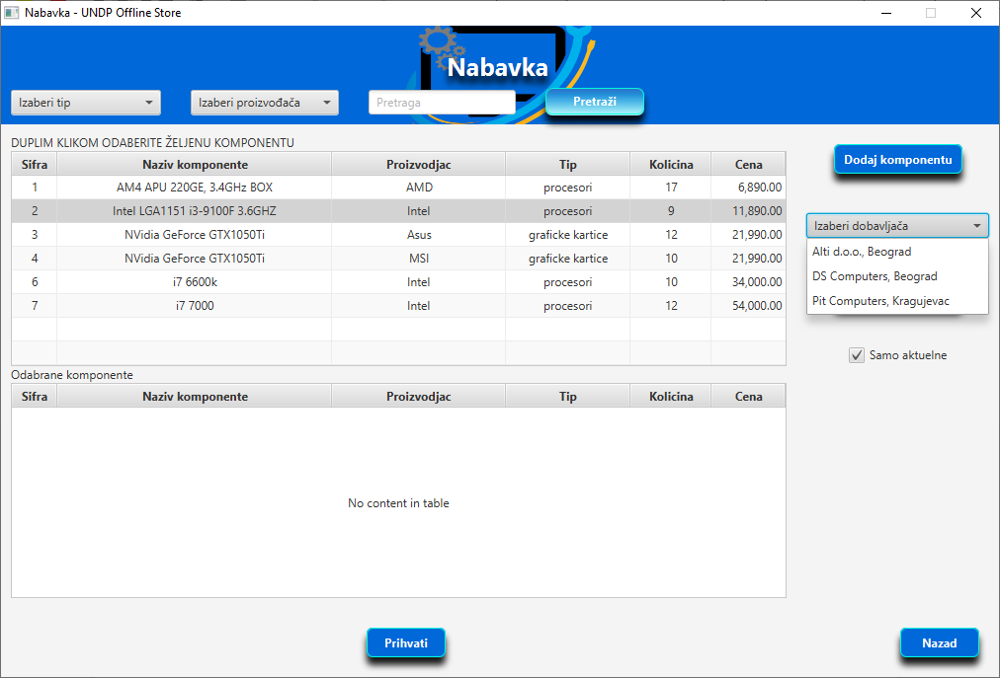 Nabavka - UNDP Offline Store
Nabavka
Izaberi tip Izaberi proizvođača Pretraga Pretraži
DUPLIM KLIKOM ODABERITE ŽELJENU KOMPONENTU
Sifra Naziv komponente Proizvodjac Tip Kolicina Cena
1 AM4 APU 220GE, 3.4GHz BOX AMD procesori 17 6,890.00
2 Intel LGA1151 i3-9100F 3.6GHZ Intel procesori 9 11,890.00
3 NVidia GeForce GTX1050Ti Asus graficke kartice 12 21,990.00
4 NVidia GeForce GTX1050Ti MSI graficke kartice 10 21,990.00
6 i7 6600k Intel procesori 10 34,000.00
7 i7 7000 Intel procesori 12 54,000.00
Dodaj komponentu
Izaberi dobavljača
Alti d.o.o., Beograd
DS Computers, Beograd
Pit Computers, Kragujevac
Samo aktuelne
Odabrane komponente
Sifra Naziv komponente Proizvodjac Tip Kolicina Cena
No content in table
Prihvati Nazad